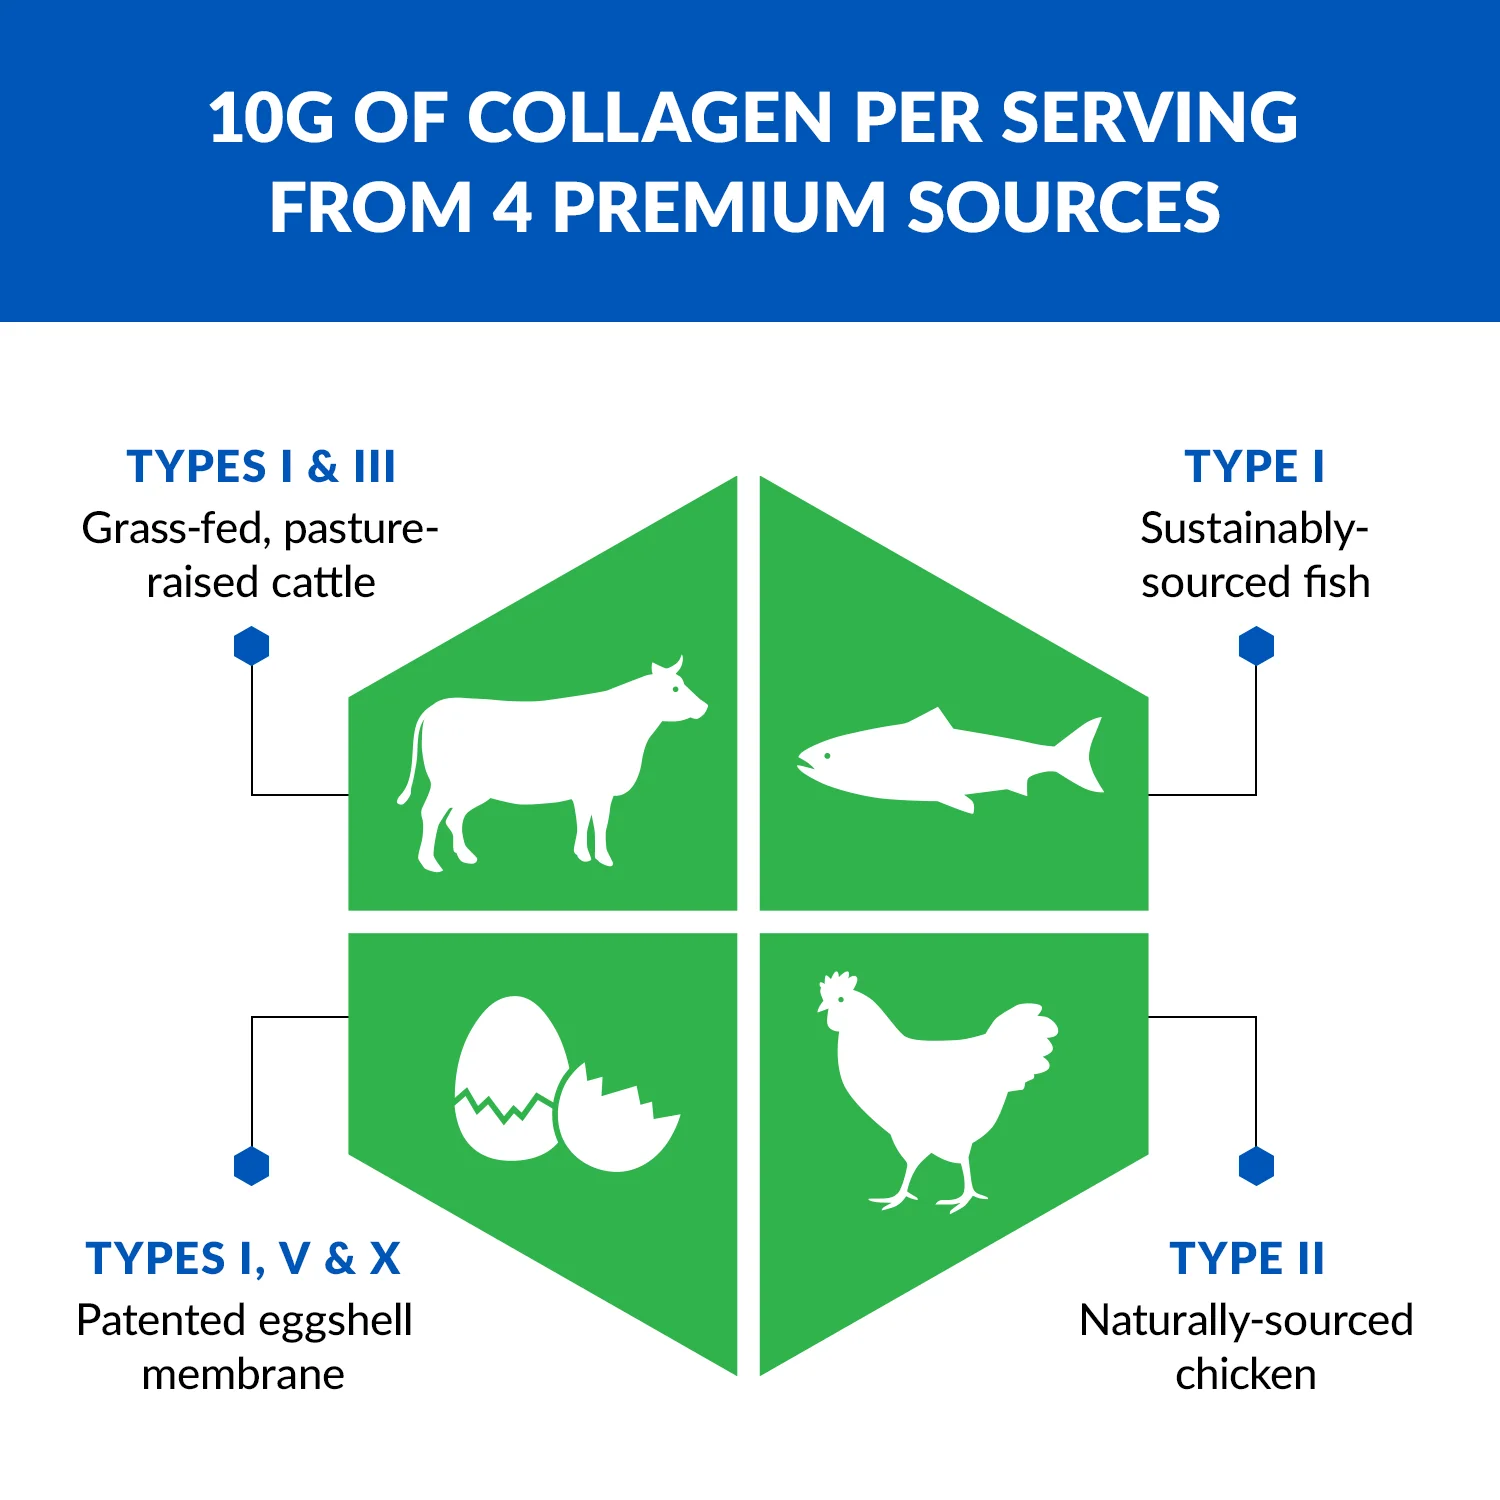 10G OF COLLAGEN PER SERVING
FROM 4 PREMIUM SOURCES
TYPES I & III
Grass-fed, pasture-
raised cattle
TYPE I
Sustainably-
sourced fish
TYPES I, V & X
Patented eggshell
membrane
TYPE II
Naturally-sourced
chicken